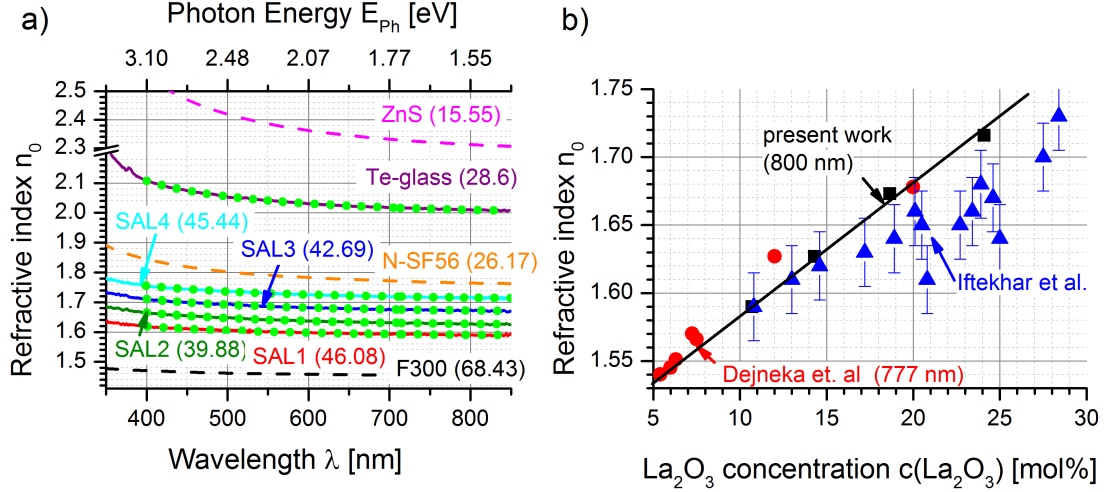 a)
Photon Energy E_Ph [eV]
3.10 2.48 2.07 1.77 1.55
2.5
2.4
2.3
2.1
2.0
1.9
1.8
1.7
1.6
1.5
Refractive index n_0
ZnS (15.55)
Te-glass (28.6)
SAL4 (45.44)
SAL3 (42.69)
N-SF56 (26.17)
SAL2 (39.88)
SAL1 (46.08)
F300 (68.43)
400 500 600 700 800
Wavelength λ [nm]
b)
1.75
1.70
1.65
1.60
1.55
Refractive index n_0
present work
(800 nm)
Iftekhar et al.
Dejneka et. al (777 nm)
5 10 15 20 25 30
La_2O_3 concentration c(La_2O_3) [mol%]